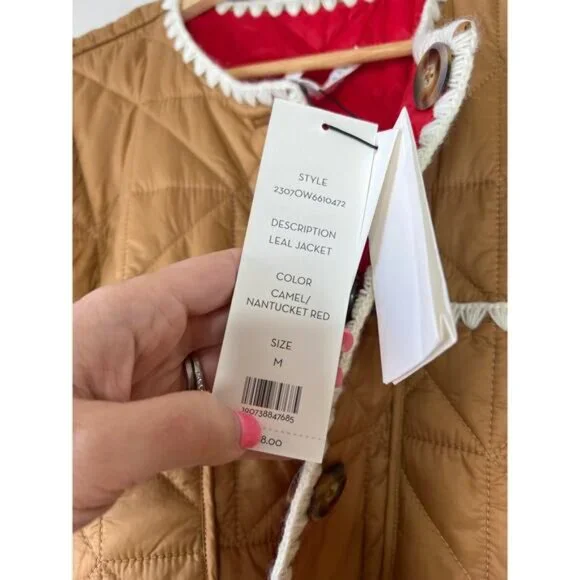 STYLE
2307OW6610472
DESCRIPTION
LEAL JACKET
COLOR
CAMEL/
NANTUCKET RED
SIZE
M
190738847685
8.00